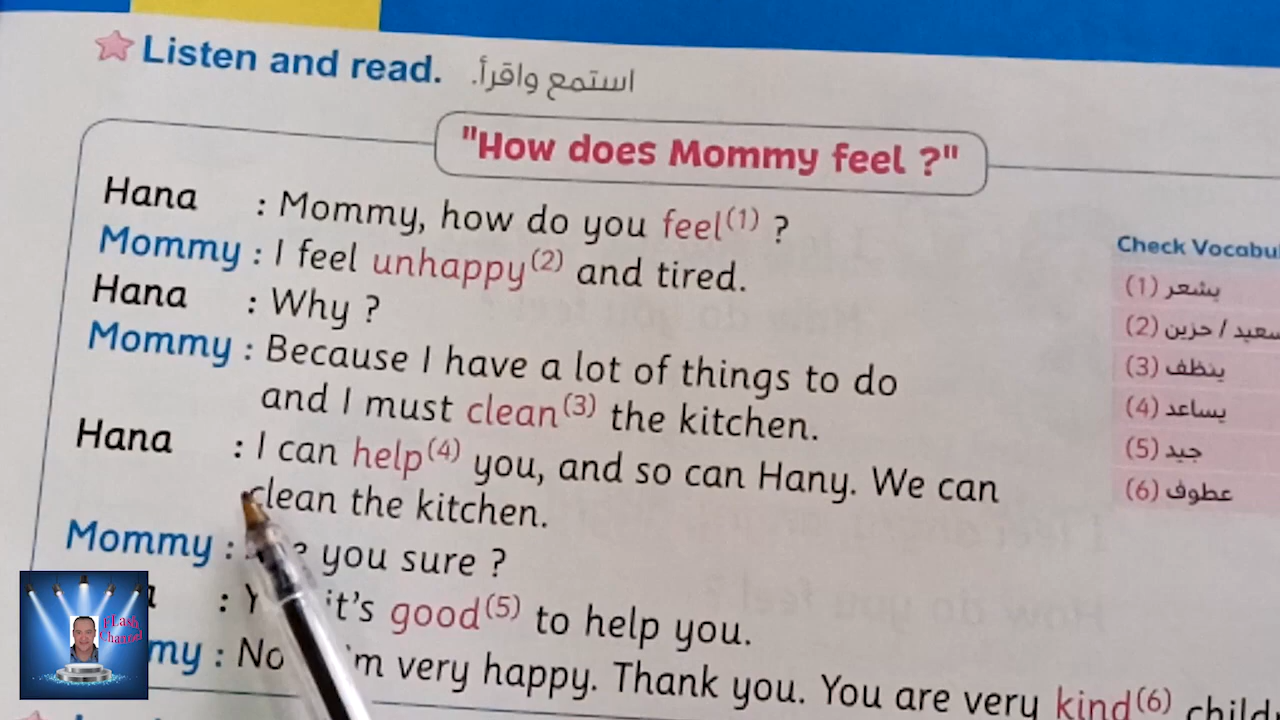 Listen and read. استمع واقرأ.
"How does Mommy feel ?"
Hana : Mommy, how do you feel(1) ?
Mommy : I feel unhappy(2) and tired.
Hana : Why ?
Mommy : Because I have a lot of things to do
and I must clean(3) the kitchen.
Hana : I can help(4) you, and so can Hany. We can
clean the kitchen.
Mommy : you sure ?
: it's good(5) to help you.
: very happy. Thank you. You are very kind(6)
Check
(1) يشعر
(2) حزين /
(3) ينظف
(4) يساعد
(5) جيد
(6) عطوف
FLash
Channel